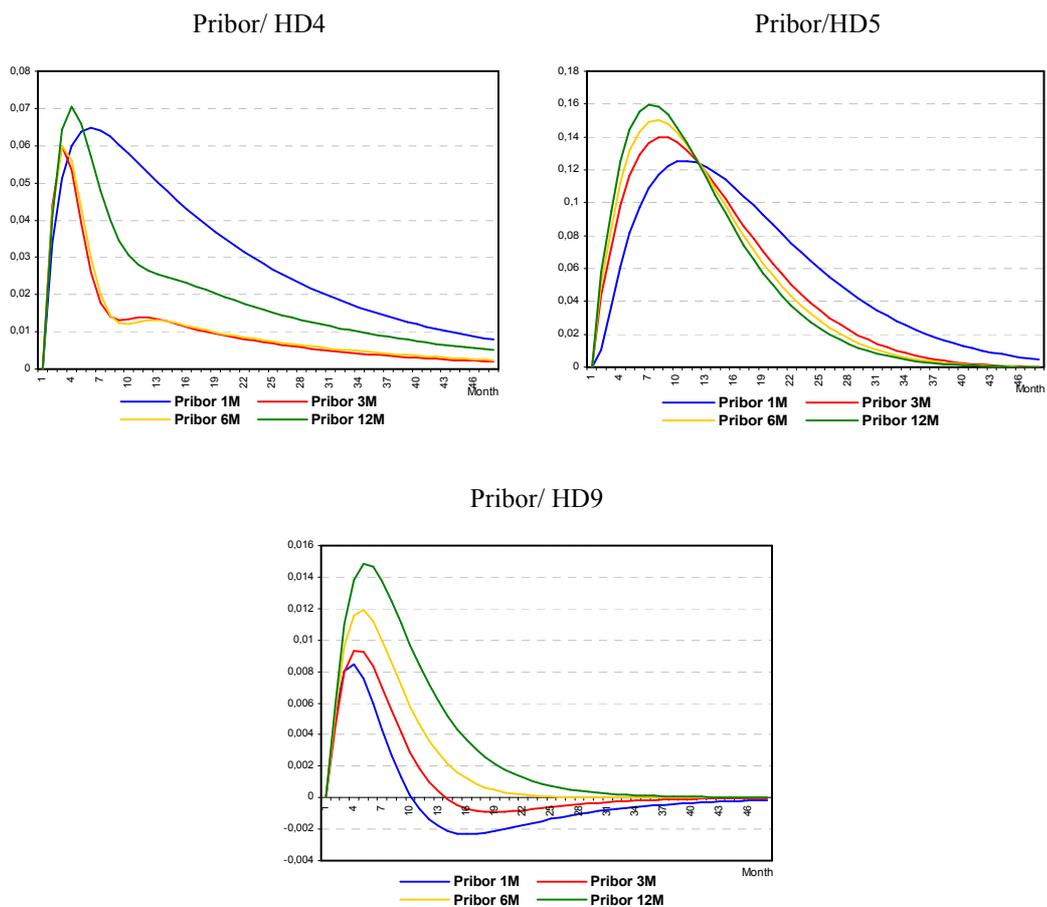 Pribor/ HD4
0,08
0,07
0,06
0,05
0,04
0,03
0,02
0,01
0
1 4 7 10 13 16 19 22 25 28 31 34 37 40 43 46
Month
Pribor 1M Pribor 3M
Pribor 6M Pribor 12M
Pribor/HD5
0,18
0,16
0,14
0,12
0,1
0,08
0,06
0,04
0,02
0
1 4 7 10 13 16 19 22 25 28 31 34 37 40 43 46
Month
Pribor 1M Pribor 3M
Pribor 6M Pribor 12M
Pribor/ HD9
0,016
0,014
0,012
0,01
0,008
0,006
0,004
0,002
0
-0,002
-0,004
1 4 7 10 13 16 19 22 25 28 31 34 37 40 43 46
Month
Pribor 1M Pribor 3M
Pribor 6M Pribor 12M